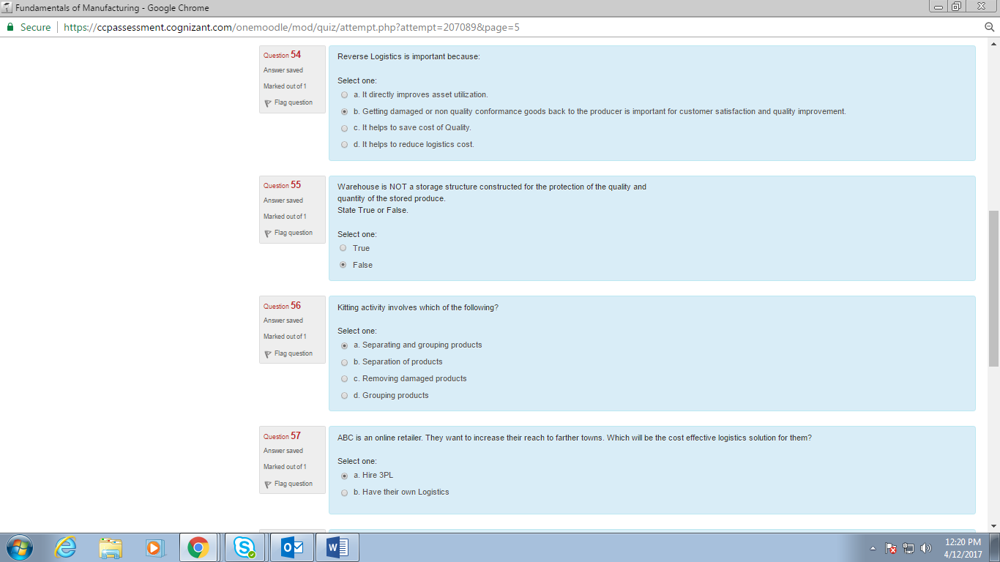 Fundamentals of Manufacturing - Google Chrome
Secure https://ccpassessment.cognizant.com/onemoodle/mod/quiz/attempt.php?attempt=207089&page=5
Question 54
Answer saved
Marked out of 1
Flag question
Reverse Logistics is important because:
Select one:
a. It directly improves asset utilization.
b. Getting damaged or non quality conformance goods back to the producer is important for customer satisfaction and quality improvement.
c. It helps to save cost of Quality.
d. It helps to reduce logistics cost.
Question 55
Answer saved
Marked out of 1
Flag question
Warehouse is NOT a storage structure constructed for the protection of the quality and
quantity of the stored produce.
State True or False.
Select one:
True
False
Question 56
Answer saved
Marked out of 1
Flag question
Kitting activity involves which of the following?
Select one:
a. Separating and grouping products
b. Separation of products
c. Removing damaged products
d. Grouping products
Question 57
Answer saved
Marked out of 1
Flag question
ABC is an online retailer. They want to increase their reach to farther towns. Which will be the cost effective logistics solution for them?
Select one:
a. Hire 3PL
b. Have their own Logistics
12:20 PM
4/12/2017